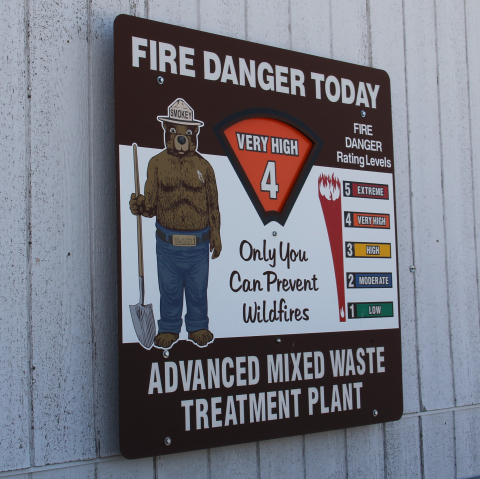 FIRE DANGER TODAY
SMOKEY
VERY HIGH
4
FIRE
DANGER
Rating Levels
5 EXTREME
4 VERY HIGH
3 HIGH
2 MODERATE
1 LOW
Only You
Can Prevent
Wildfires
ADVANCED MIXED WASTE
TREATMENT PLANT